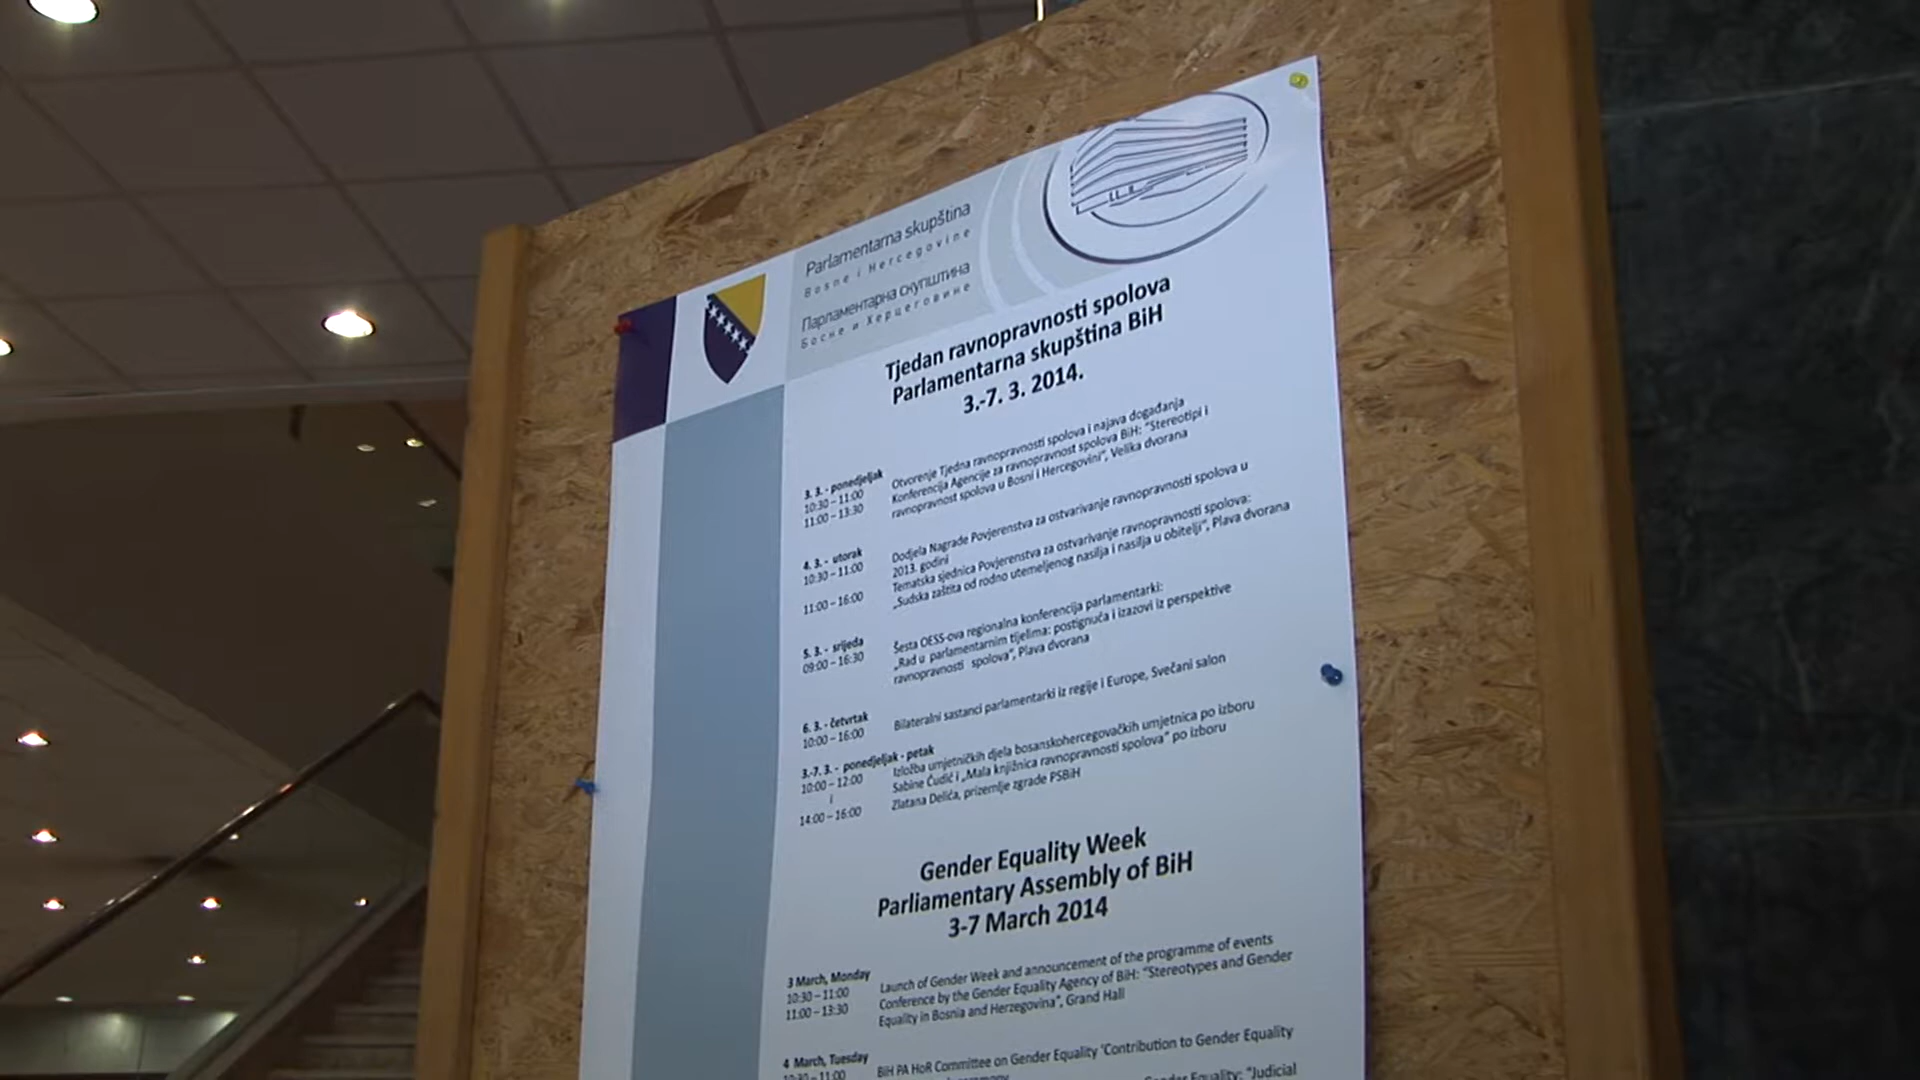 Parlamentarna skupština
Bosne i Hercegovine
Парламентарна скупштина
Босне и Херцеговине
Tjedan ravnopravnosti spolova
Parlamentarna skupština BiH
3.-7. 3. 2014.
3. 3. - ponedjeljak
10:30 – 11:00 Otvorenje Tjedna ravnopravnosti spolova i najava događanja
11:00 – 13:30 Konferencija Agencije za ravnopravnost spolova BiH: "Stereotipi i
ravnopravnost spolova u Bosni i Hercegovini", Velika dvorana
4. 3. - utorak
10:30 – 11:00 Dodjela Nagrade Povjerenstva za ostvarivanje ravnopravnosti spolova u
2013. godini
11:00 – 16:00 Tematska sjednica Povjerenstva za ostvarivanje ravnopravnosti spolova:
„Sudska zaštita od rodno utemeljenog nasilja i nasilja u obitelji", Plava dvorana
5. 3. - srijeda
09:00 – 16:30 Šesta OESS-ova regionalna konferencija parlamentarki:
„Rad u parlamentarnim tijelima: postignuća i izazovi iz perspektive
ravnopravnosti spolova", Plava dvorana
6. 3. - četvrtak
10:00 – 16:00 Bilateralni sastanci parlamentarki iz regije i Europe, Svečani salon
3.-7. 3. - ponedjeljak - petak
10:00 – 12:00 Izložba umjetničkih djela bosanskohercegovačkih umjetnica po izboru
i Sabine Ćudić i „Mala knjižnica ravnopravnosti spolova" po izboru
14:00 – 16:00 Zlatana Delića, prizemlje zgrade PSBiH
Gender Equality Week
Parliamentary Assembly of BiH
3-7 March 2014
3 March, Monday
10:30 – 11:00 Launch of Gender Week and announcement of the programme of events
11:00 – 13:30 Conference by the Gender Equality Agency of BiH: "Stereotypes and Gender
Equality in Bosnia and Herzegovina", Grand Hall
4 March, Tuesday
10:30 – 11:00 BiH PA HoR Committee on Gender Equality 'Contribution to Gender Equality
Gender Equality: "Judicial